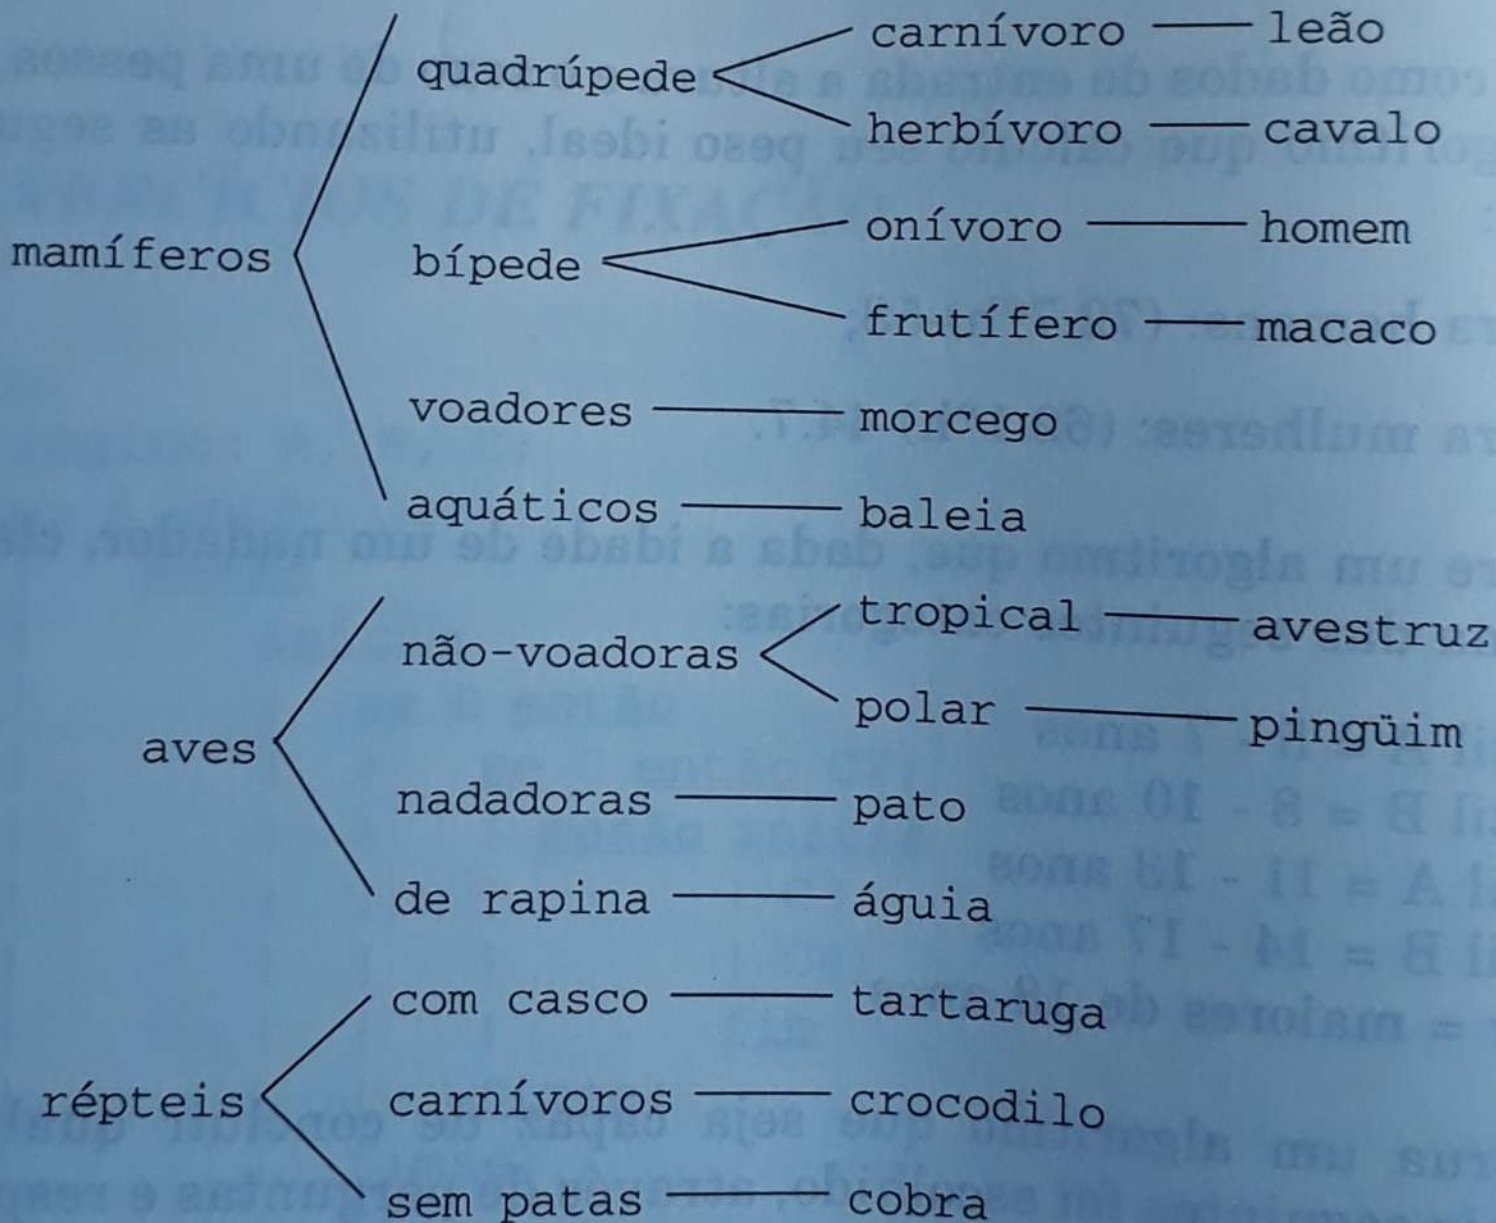 carnívoro leão
quadrúpede
herbívoro cavalo
onívoro homem
mamíferos bípede
frutífero macaco
voadores morcego
aquáticos baleia
tropical avestruz
não-voadoras
polar pingüim
aves
nadadoras pato
de rapina águia
com casco tartaruga
répteis carnívoros crocodilo
sem patas cobra